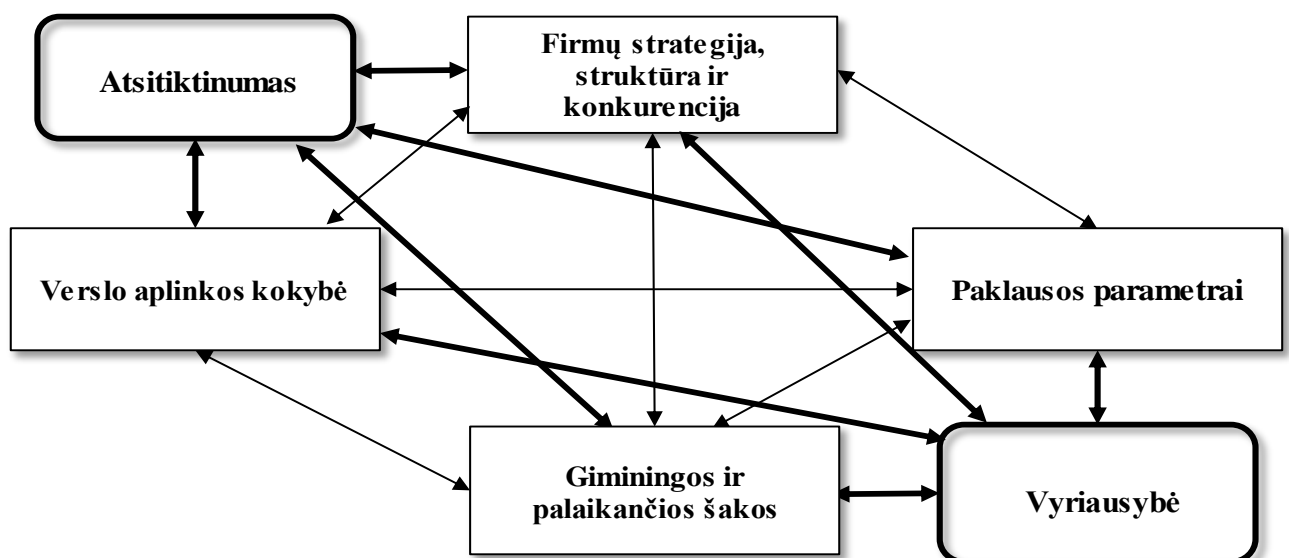 Atsitiktinumas
Firmų strategija,
struktūra ir
konkurencija
Verslo aplinkos kokybė
Paklausos parametrai
Giminingos ir
palaikančios šakos
Vyriausybė